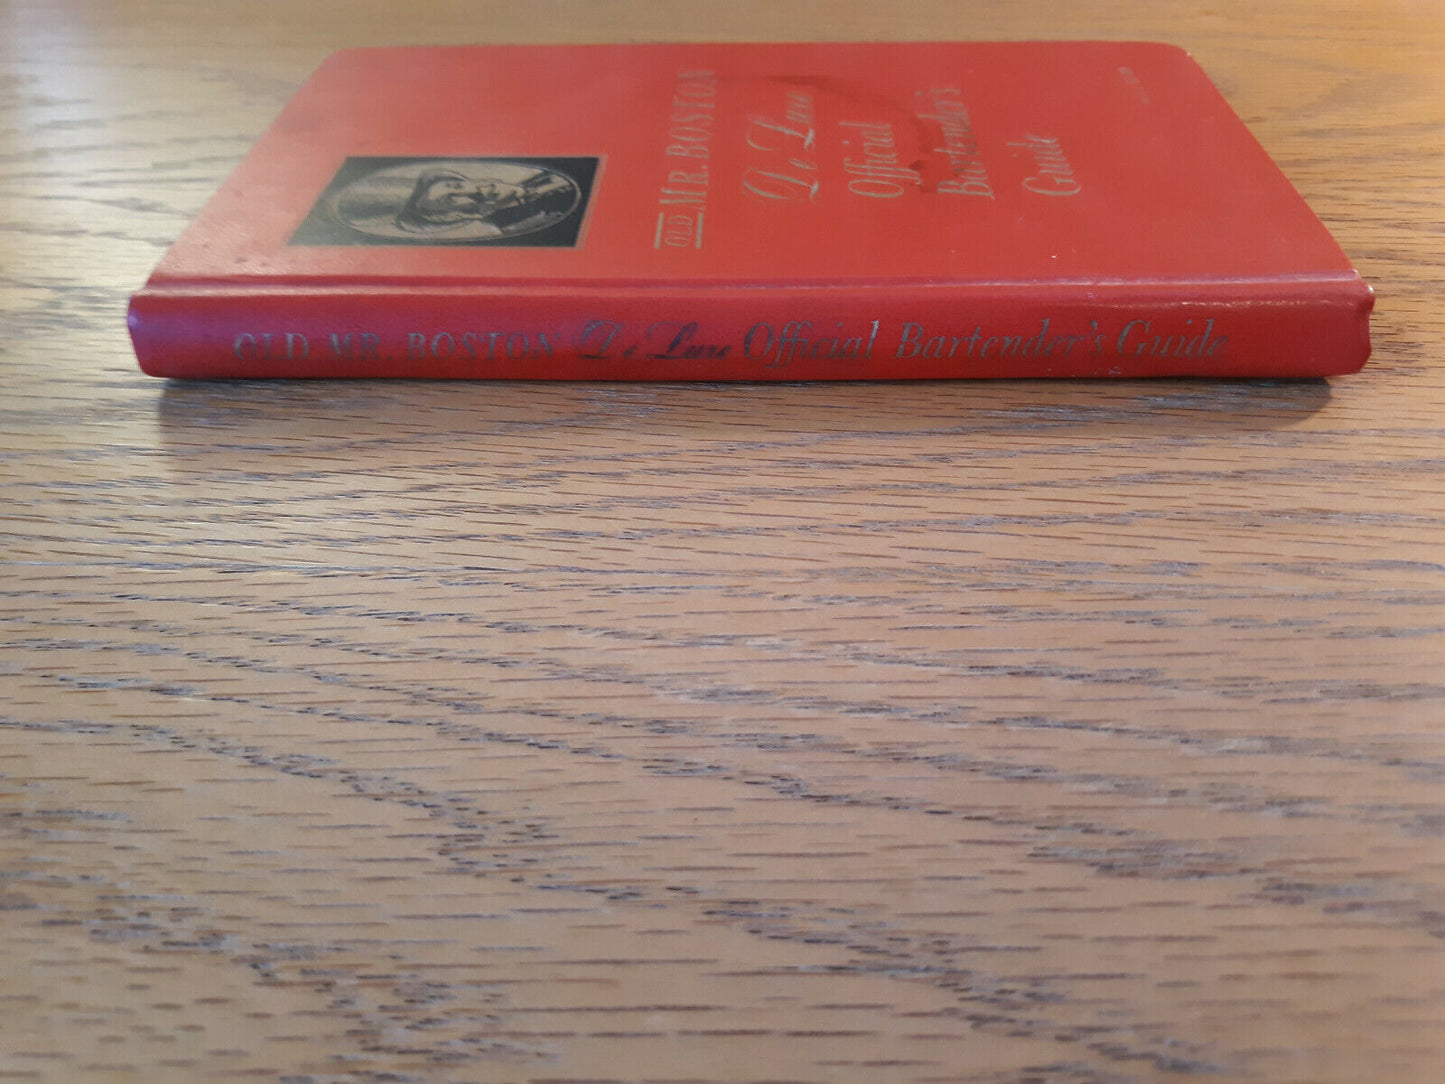 OLD MR. BOSTON
De Luxe
Official
Bartender's
Guide
OLD MR. BOSTON De Luxe Official Bartender's Guide